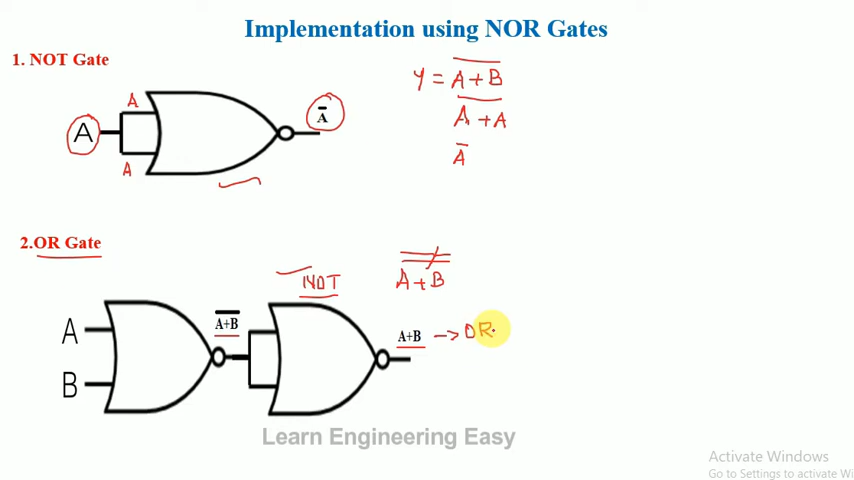 Implementation using NOR Gates
1. NOT Gate
Y = A+B
A A̅
A + A
A
A
A̅
2.OR Gate
NOT A+B
A A+B A+B → OR
B
Learn Engineering Easy
Activate Windows
Go to Settings to activate Wi